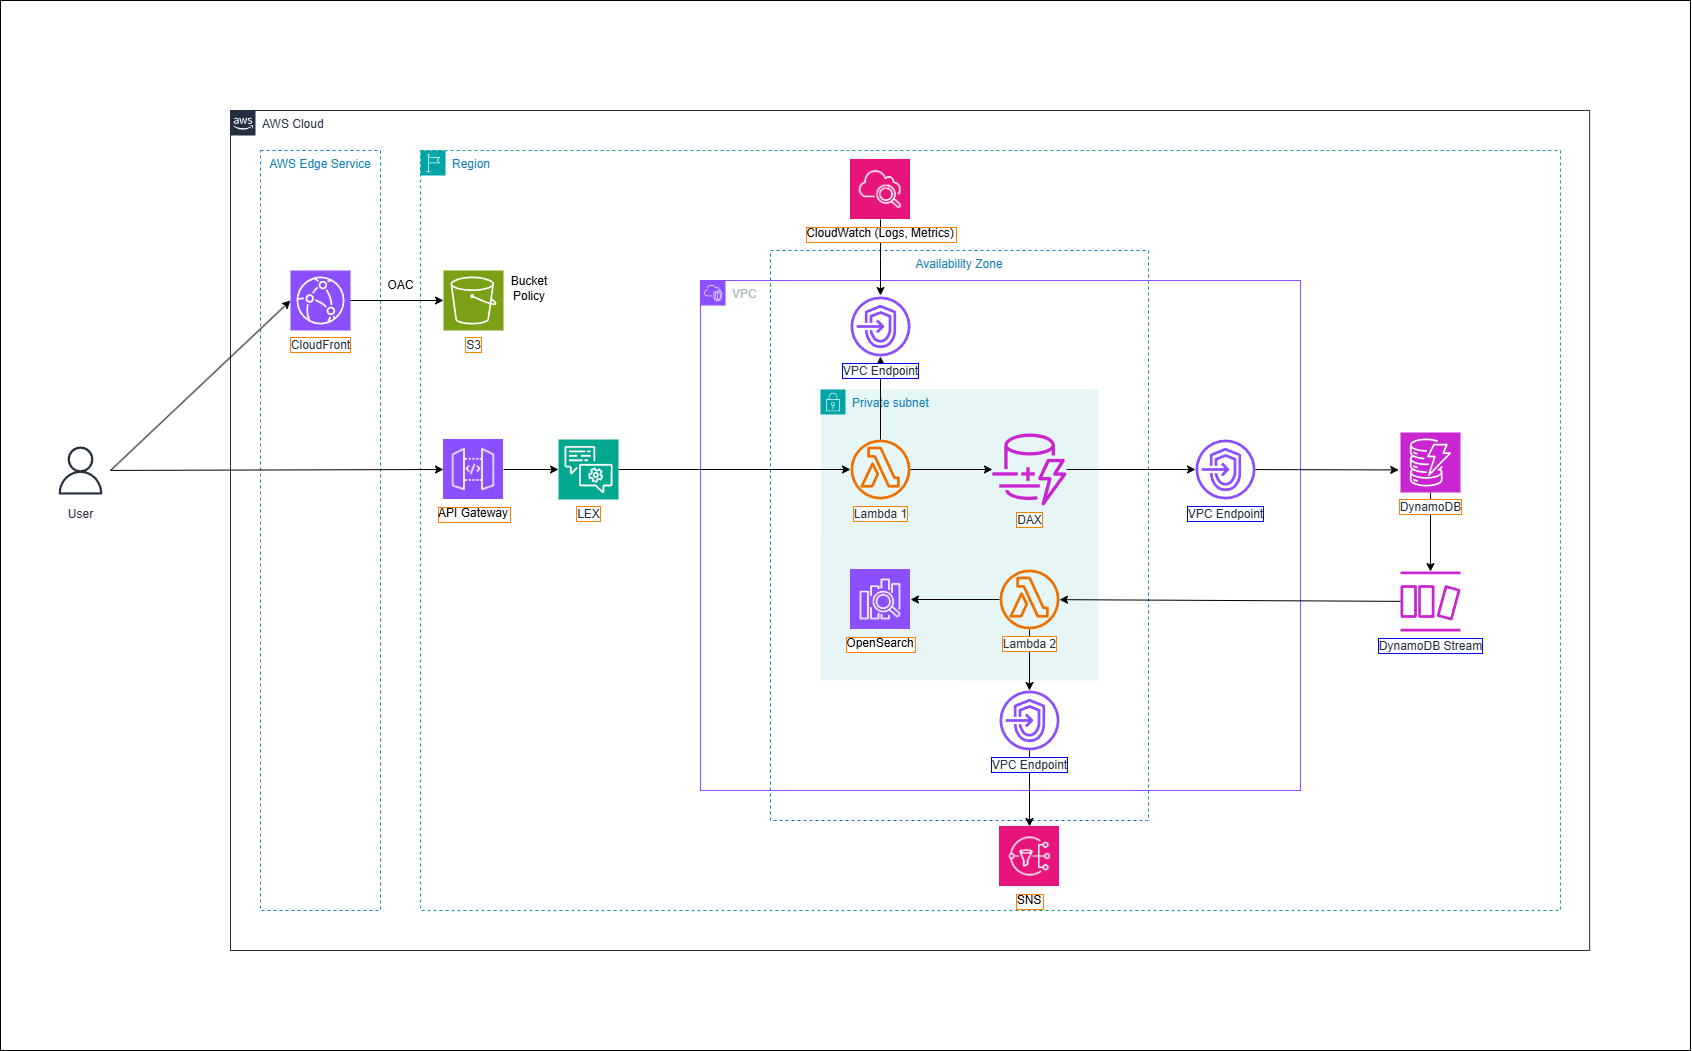 aws
AWS Cloud
AWS Edge Service
Region
CloudWatch (Logs, Metrics)
Availability Zone
OAC
Bucket
Policy
VPC
CloudFront
S3
VPC Endpoint
Private subnet
User
API Gateway
LEX
Lambda 1
DAX
VPC Endpoint
DynamoDB
OpenSearch
Lambda 2
DynamoDB Stream
VPC Endpoint
SNS